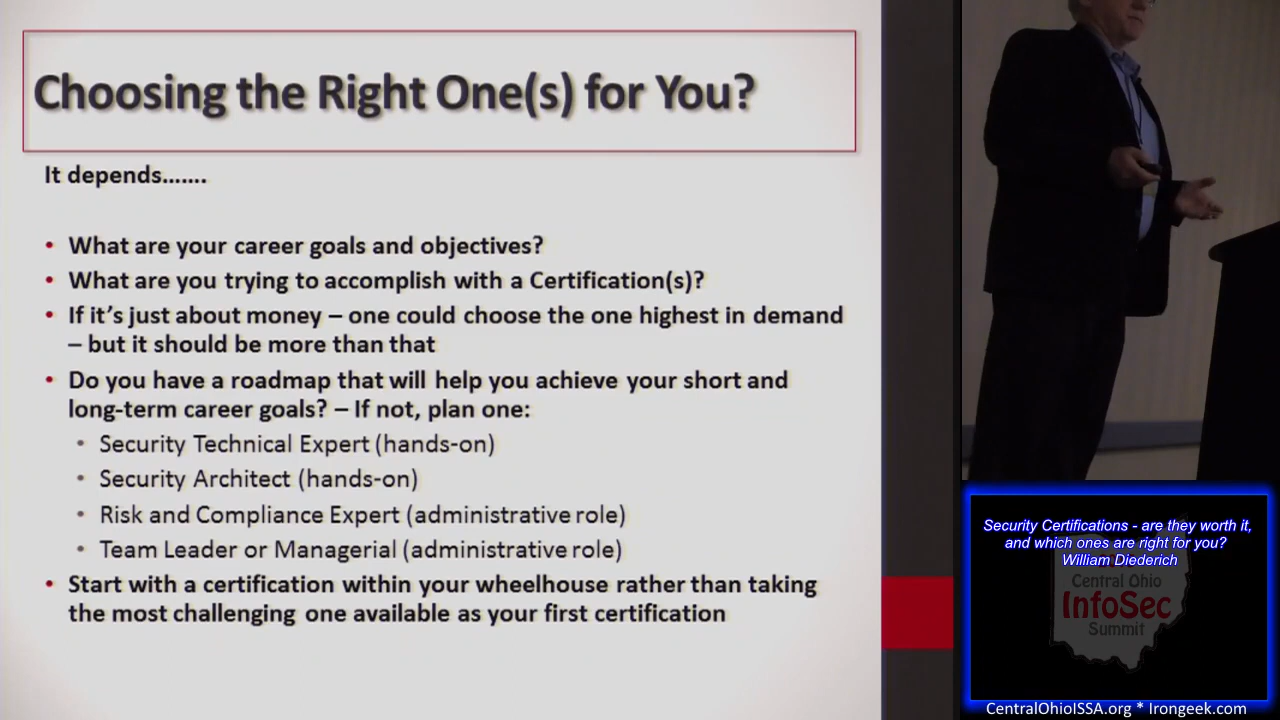 Choosing the Right One(s) for You?
It depends.......
• What are your career goals and objectives?
• What are you trying to accomplish with a Certification(s)?
• If it's just about money – one could choose the one highest in demand
– but it should be more than that
• Do you have a roadmap that will help you achieve your short and
long-term career goals? – If not, plan one:
• Security Technical Expert (hands-on)
• Security Architect (hands-on)
• Risk and Compliance Expert (administrative role)
• Team Leader or Managerial (administrative role)
• Start with a certification within your wheelhouse rather than taking
the most challenging one available as your first certification
Security Certifications - are they worth it,
and which ones are right for you?
William Diederich
Central Ohio
InfoSec
Summit
CentralOhioISSA.org * Irongeek.com